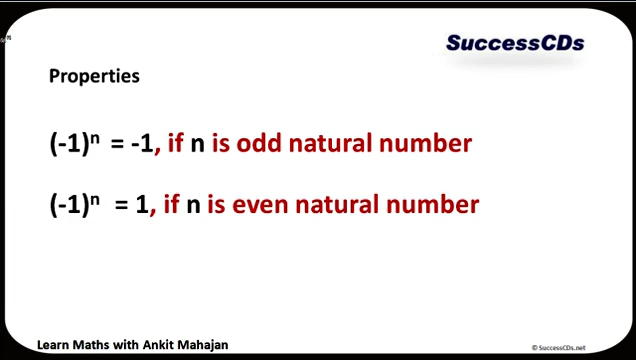 SuccessCDs
Properties
(-1)ⁿ = -1, if n is odd natural number
(-1)ⁿ = 1, if n is even natural number
Learn Maths with Ankit Mahajan
© SuccessCDs.net